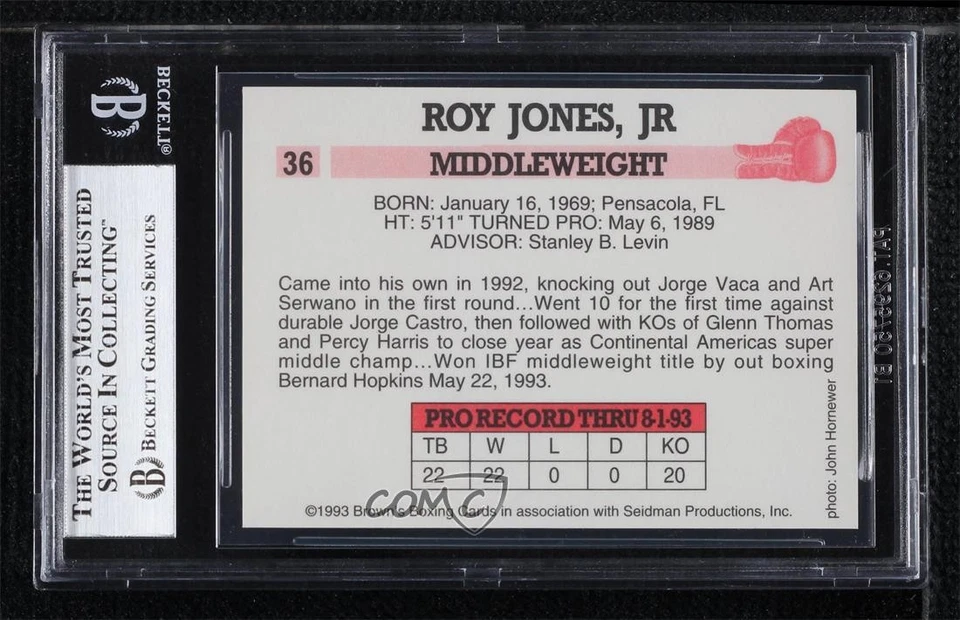 ROY JONES, JR
36 MIDDLEWEIGHT
BORN: January 16, 1969; Pensacola, FL
HT: 5'11" TURNED PRO: May 6, 1989
ADVISOR: Stanley B. Levin
Came into his own in 1992, knocking out Jorge Vaca and Art
Serwano in the first round...Went 10 for the first time against
durable Jorge Castro, then followed with KOs of Glenn Thomas
and Percy Harris to close year as Continental Americas super
middle champ...Won IBF middleweight title by out boxing
Bernard Hopkins May 22, 1993.
PRO RECORD THRU 8-1-93
TB W L D KO
22 22 0 0 20
©1993 Brown's Boxing Cards in association with Seidman Productions, Inc.
photo: John Hornewer
BECKETT®
B
THE WORLD'S MOST TRUSTED
SOURCE IN COLLECTING™
B BECKETT GRADING SERVICES
COMC